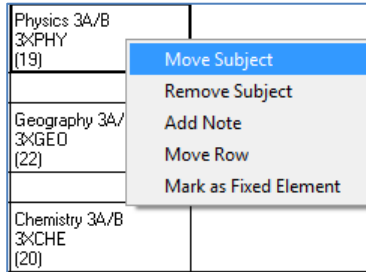 Physics 3A/B
3XPHY
(19)
Move Subject
Remove Subject
Add Note
Move Row
Mark as Fixed Element
Geography 3A/
3XGEO
(22)
Chemistry 3A/B
3XCHE
(20)